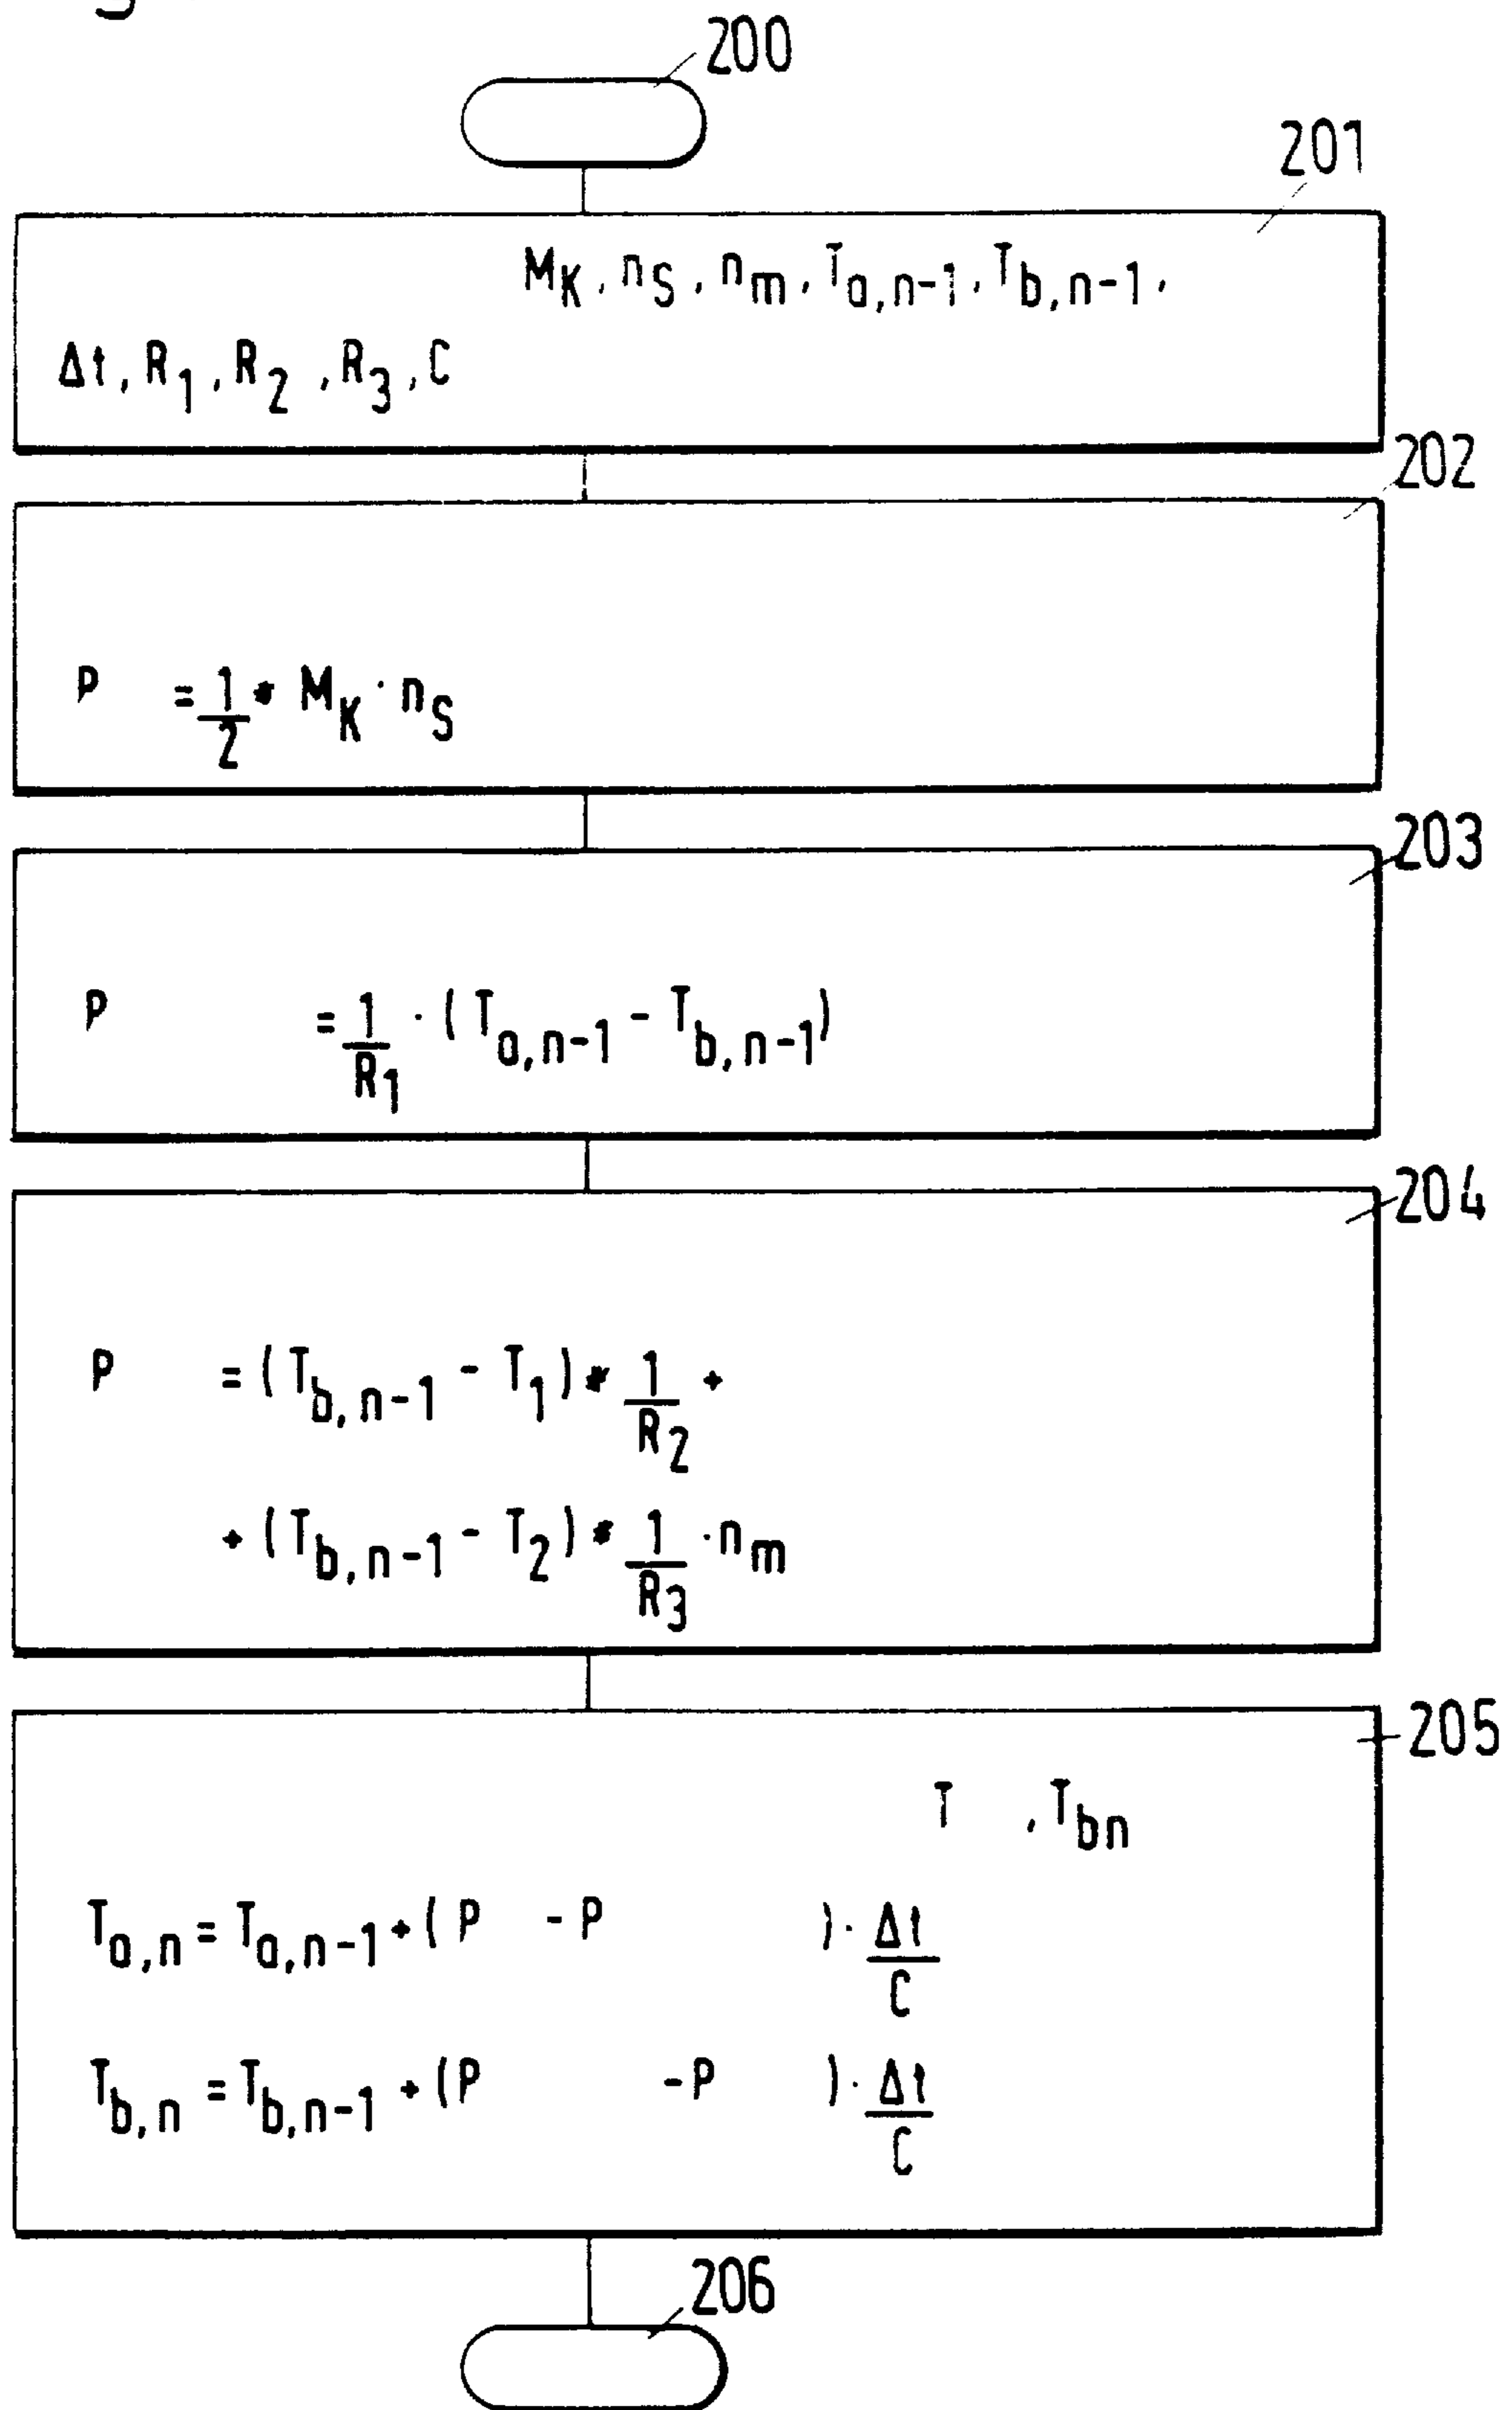 200
201
M_K, n_S, n_m, T_a,n-1, T_b,n-1,
Δt, R_1, R_2, R_3, C
202
P = 1/2 * M_K · n_S
203
P = 1/R_1 · (T_a,n-1 - T_b,n-1)
204
P = (T_b,n-1 - T_1) * 1/R_2 +
+ (T_b,n-1 - T_2) * 1/R_3 · n_m
205
T , T_bn
T_a,n = T_a,n-1 + (P - P ) · Δt/C
T_b,n = T_b,n-1 + (P - P ) · Δt/C
206